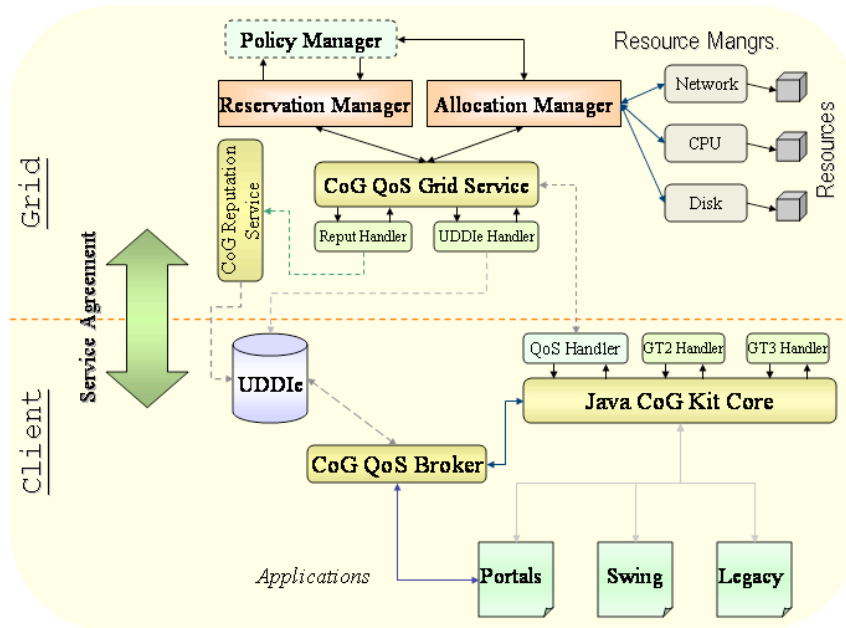 Policy Manager
Resource Mangrs.
Reservation Manager
Allocation Manager
Network
CPU
Disk
Resources
Grid
CoG Reputation
Service
CoG QoS Grid Service
Reput Handler
UDDIe Handler
Service Agreement
Client
UDDIe
QoS Handler
GT2 Handler
GT3 Handler
Java CoG Kit Core
CoG QoS Broker
Applications
Portals
Swing
Legacy